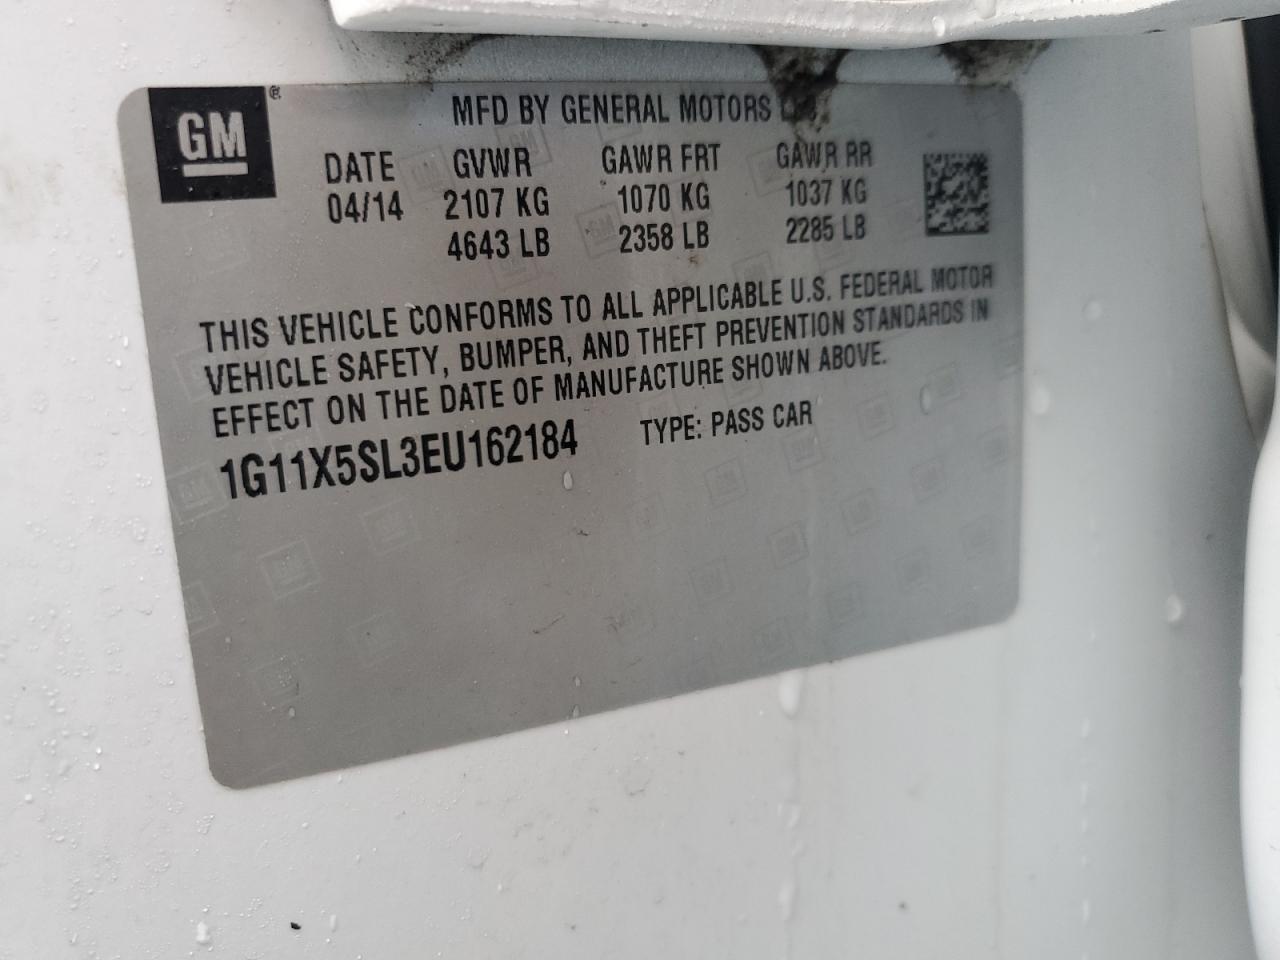 GM
MFD BY GENERAL MOTORS
DATE GVWR GAWR FRT GAWR RR
04/14 2107 KG 1070 KG 1037 KG
4643 LB 2358 LB 2285 LB
THIS VEHICLE CONFORMS TO ALL APPLICABLE U.S. FEDERAL MOTOR
VEHICLE SAFETY, BUMPER, AND THEFT PREVENTION STANDARDS IN
EFFECT ON THE DATE OF MANUFACTURE SHOWN ABOVE.
1G11X5SL3EU162184 TYPE: PASS CAR